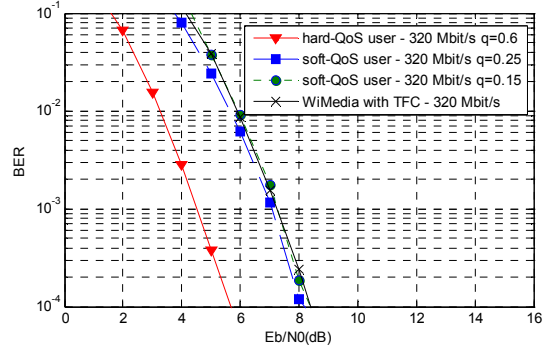 hard-QoS user - 320 Mbit/s q=0.6
soft-QoS user - 320 Mbit/s q=0.25
soft-QoS user - 320 Mbit/s q=0.15
WiMedia with TFC - 320 Mbit/s
10^-1
10^-2
10^-3
10^-4
BER
0 2 4 6 8 10 12 14 16
Eb/N0(dB)